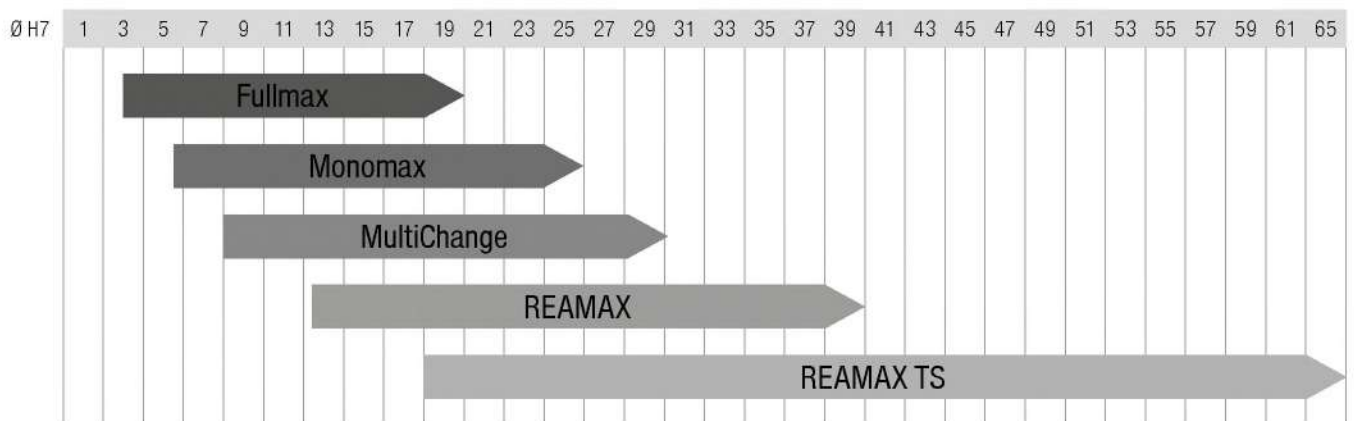 Ø H7 1 3 5 7 9 11 13 15 17 19 21 23 25 27 29 31 33 35 37 39 41 43 45 47 49 51 53 55 57 59 61 65
Fullmax
Monomax
MultiChange
REAMAX
REAMAX TS